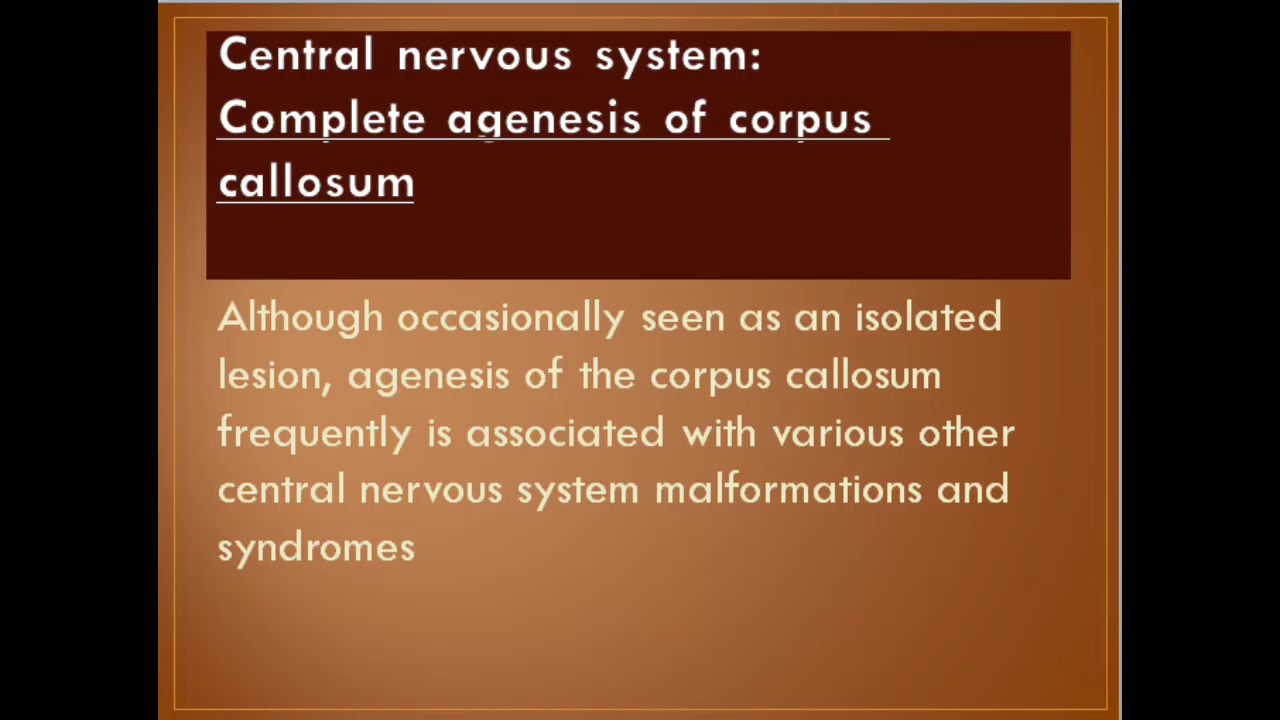 Central nervous system:
Complete agenesis of corpus
callosum
Although occasionally seen as an isolated
lesion, agenesis of the corpus callosum
frequently is associated with various other
central nervous system malformations and
syndromes